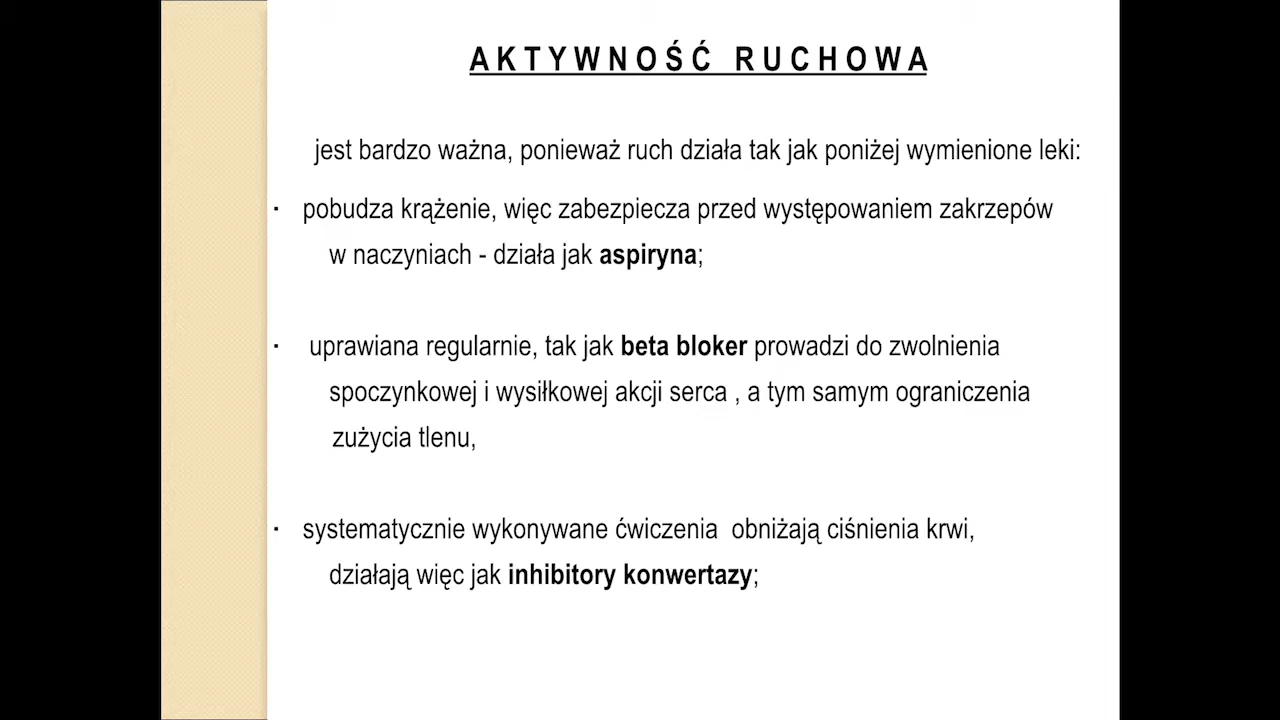 AKTYWNOŚĆ RUCHOWA
jest bardzo ważna, ponieważ ruch działa tak jak poniżej wymienione leki:
▪ pobudza krążenie, więc zabezpiecza przed występowaniem zakrzepów
w naczyniach - działa jak aspiryna;
▪ uprawiana regularnie, tak jak beta bloker prowadzi do zwolnienia
spoczynkowej i wysiłkowej akcji serca , a tym samym ograniczenia
zużycia tlenu,
▪ systematycznie wykonywane ćwiczenia obniżają ciśnienia krwi,
działają więc jak inhibitory konwertazy;